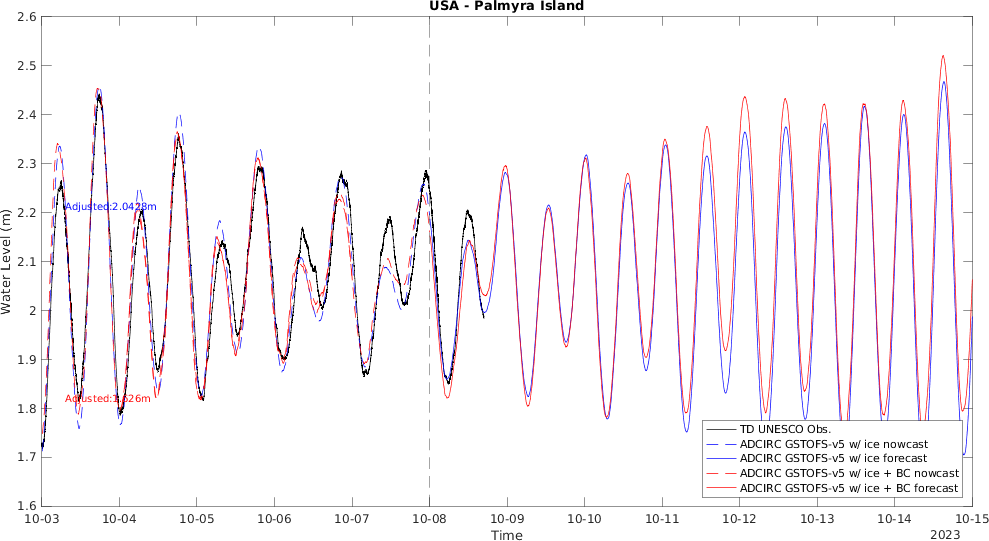 USA - Palmyra Island
2.6
2.5
2.4
2.3
2.2
2.1
2
1.9
1.8
1.7
1.6
Water Level (m)
Adjusted:2.0428m
TD UNESCO Obs.
ADCIRC GSTOFS-v5 w/ ice nowcast
ADCIRC GSTOFS-v5 w/ ice forecast
ADCIRC GSTOFS-v5 w/ ice + BC nowcast
ADCIRC GSTOFS-v5 w/ ice + BC forecast
10-03 10-04 10-05 10-06 10-07 10-08 10-09 10-10 10-11 10-12 10-13 10-14 10-15
Time
2023